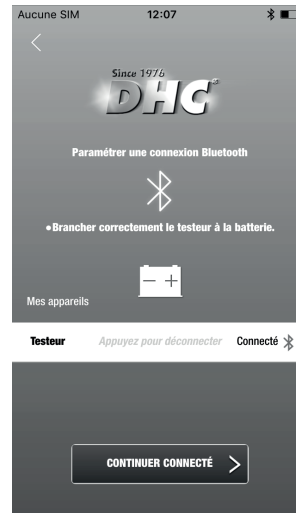 Aucune SIM 12:07
Since 1976
DHC
Paramétrer une connexion Bluetooth
•Brancher correctement le testeur à la batterie.
- +
Mes appareils
Testeur Appuyez pour déconnecter Connecté
CONTINUER CONNECTÉ